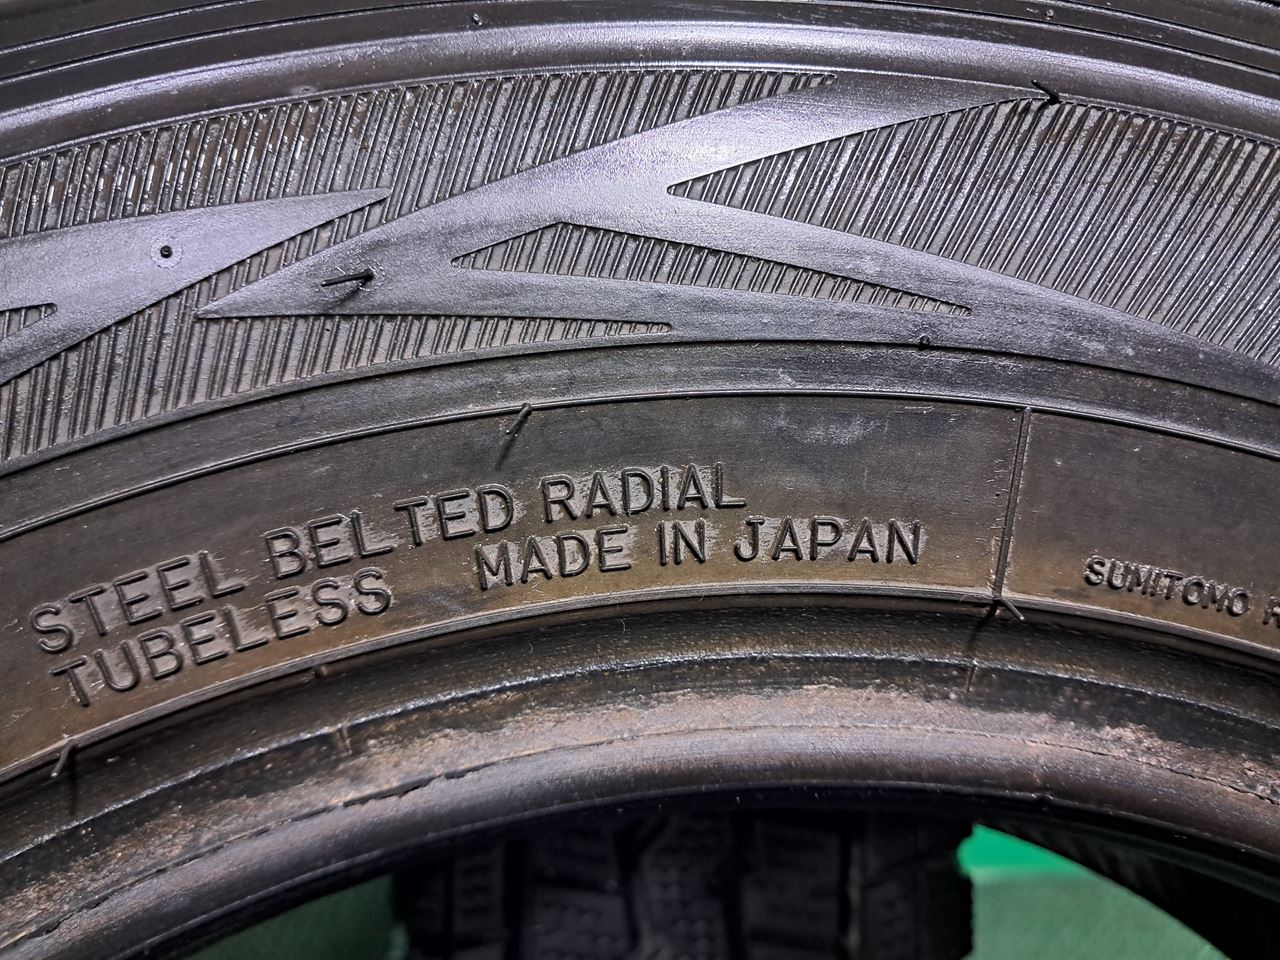 STEEL BELTED RADIAL
TUBELESS MADE IN JAPAN
SUMITOMO